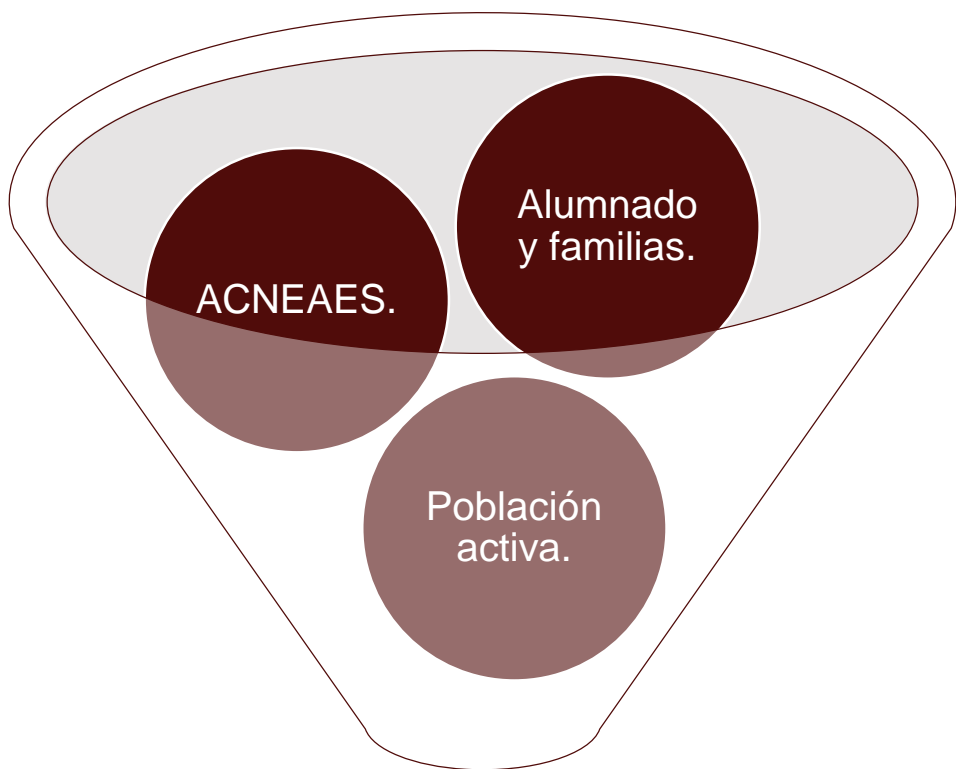 Alumnado
y familias.
ACNEAES.
Población
activa.